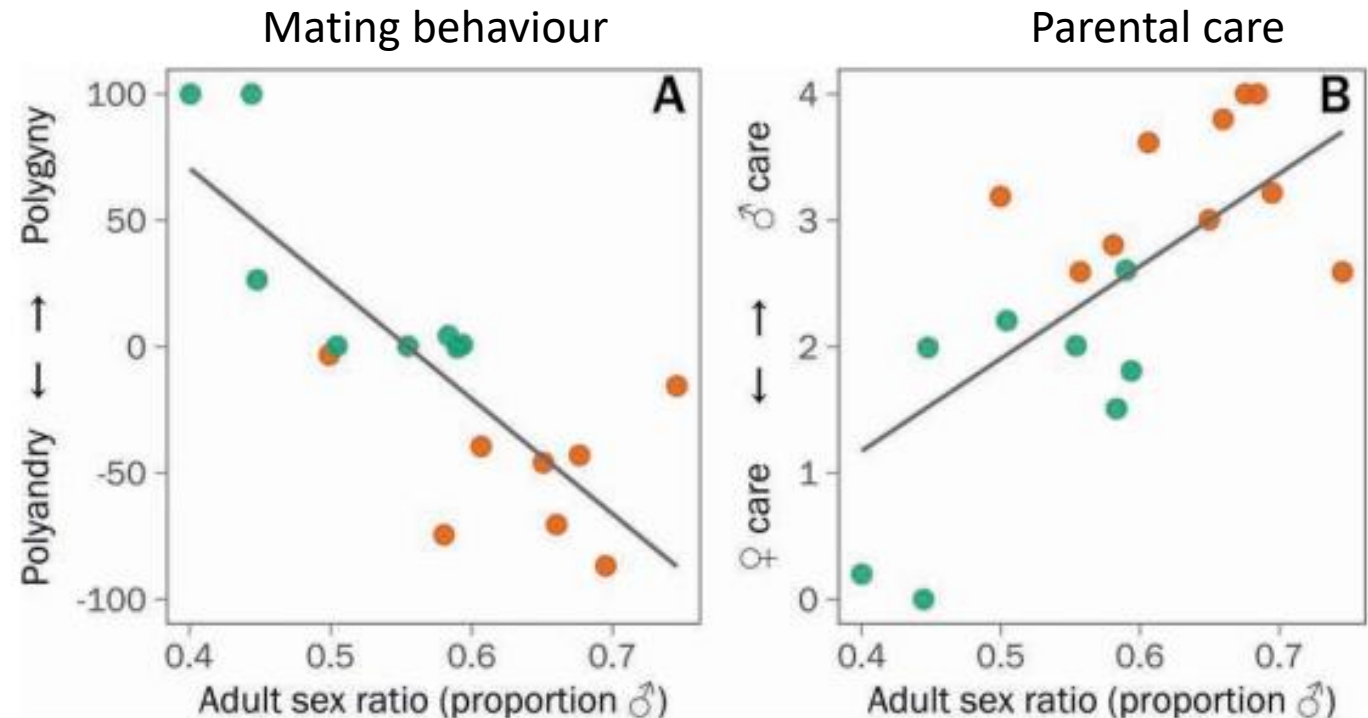 Mating behaviour
A
Polyandry ← → Polygyny
100
50
0
-50
-100
0.4 0.5 0.6 0.7
Adult sex ratio (proportion ♂)
Parental care
B
♀ care ← → ♂ care
4
3
2
1
0
0.4 0.5 0.6 0.7
Adult sex ratio (proportion ♂)